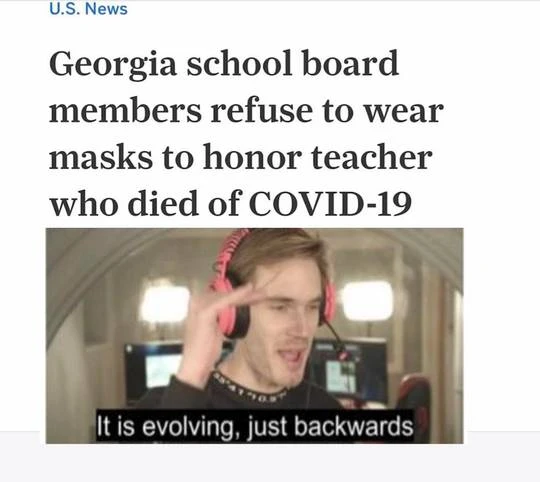 U.S. News
Georgia school board
members refuse to wear
masks to honor teacher
who died of COVID-19
It is evolving, just backwards